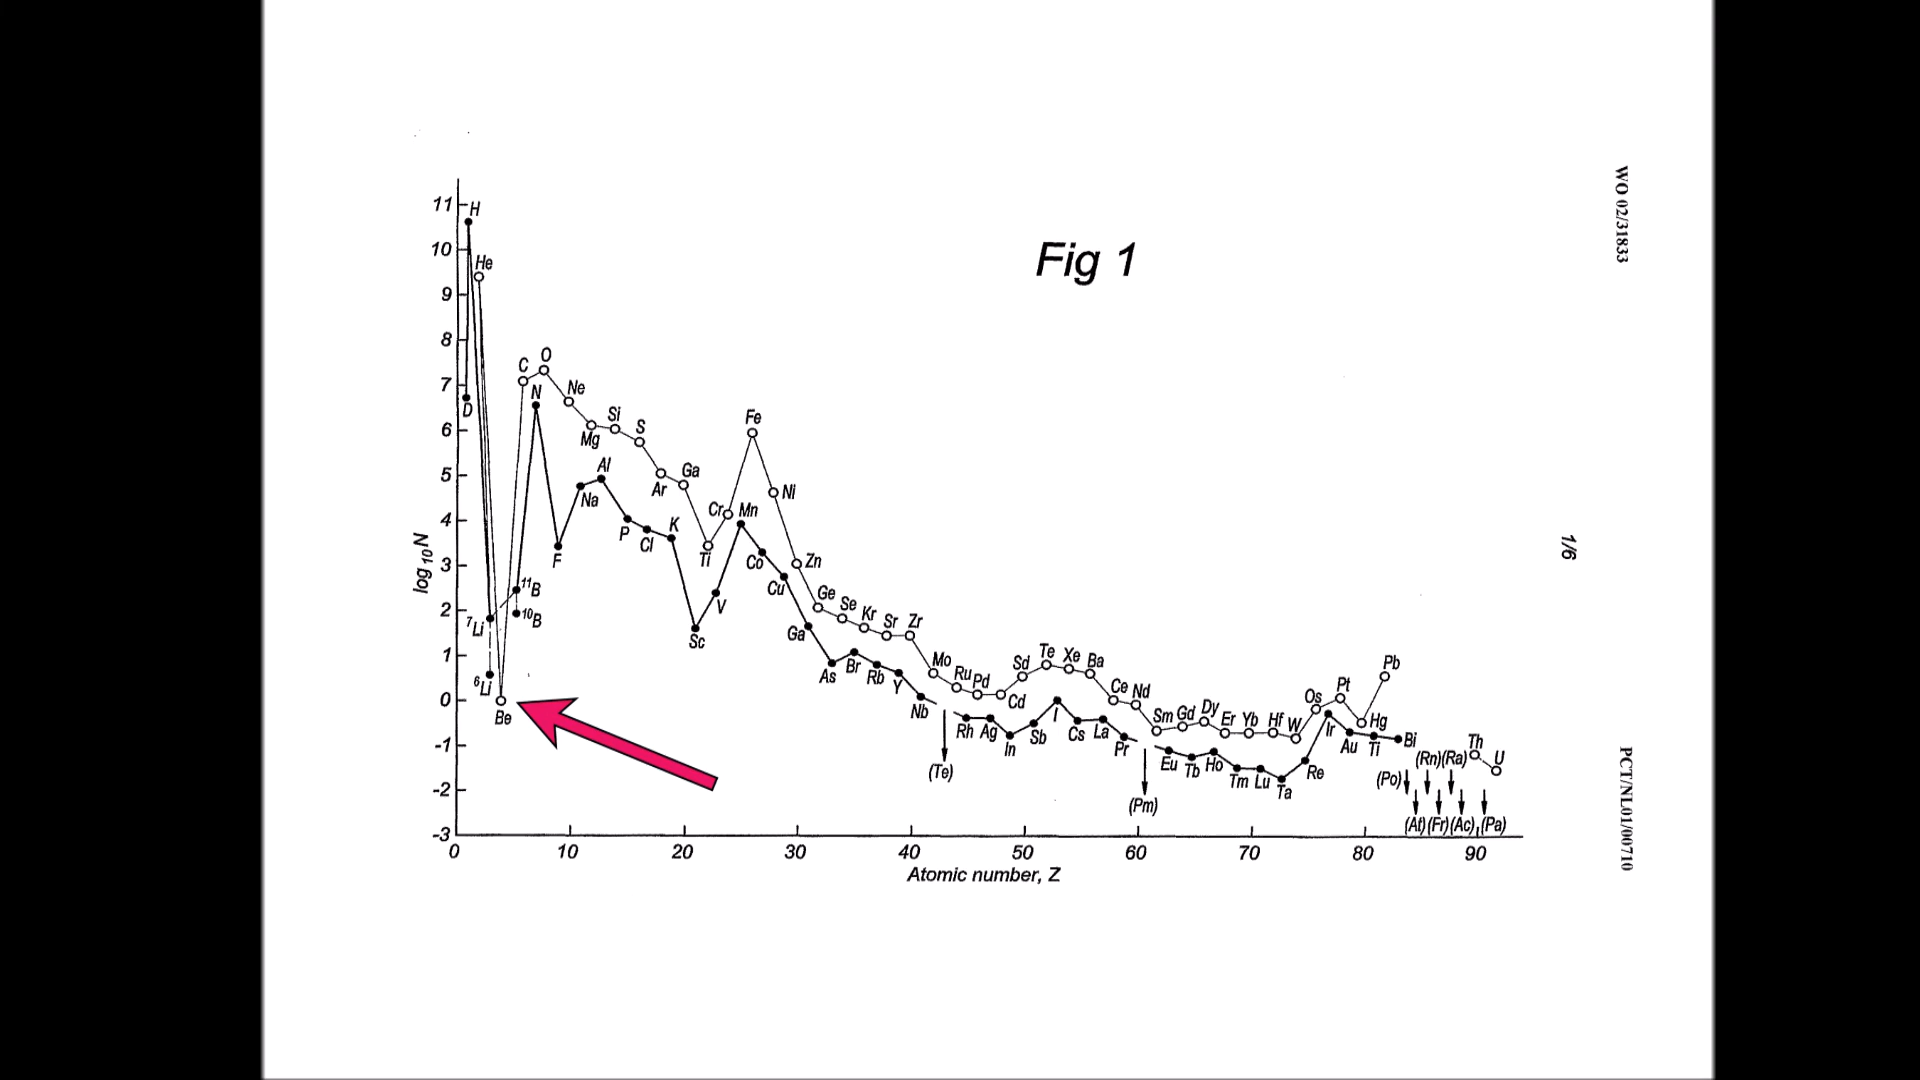 Fig 1
WO 02/31833
1/6
PCT/NL01/00710
log10N
11
10
9
8
7
6
5
4
3
2
1
0
-1
-2
-3
H
He
D
7Li
6Li
Be
11B
10B
C
N
O
F
Ne
Na
Mg
Al
Si
P
S
Cl
Ar
K
Ga
Sc
Ti
V
Cr
Mn
Fe
Co
Ni
Cu
Zn
Ga
Ge
As
Se
Br
Kr
Rb
Sr
Y
Zr
Nb
Mo
(Te)
Ru
Rh
Pd
Ag
Cd
In
Sd
Sb
Te
I
Xe
Cs
Ba
La
Ce
Pr
Nd
(Pm)
Sm
Eu
Gd
Tb
Dy
Ho
Er
Tm
Yb
Lu
Hf
Ta
W
Re
Os
Ir
Pt
Au
Hg
Ti
Pb
Bi
(Po)
(At)
(Rn)
(Fr)
(Ra)
(Ac)
Th
(Pa)
U
0 10 20 30 40 50 60 70 80 90
Atomic number, Z